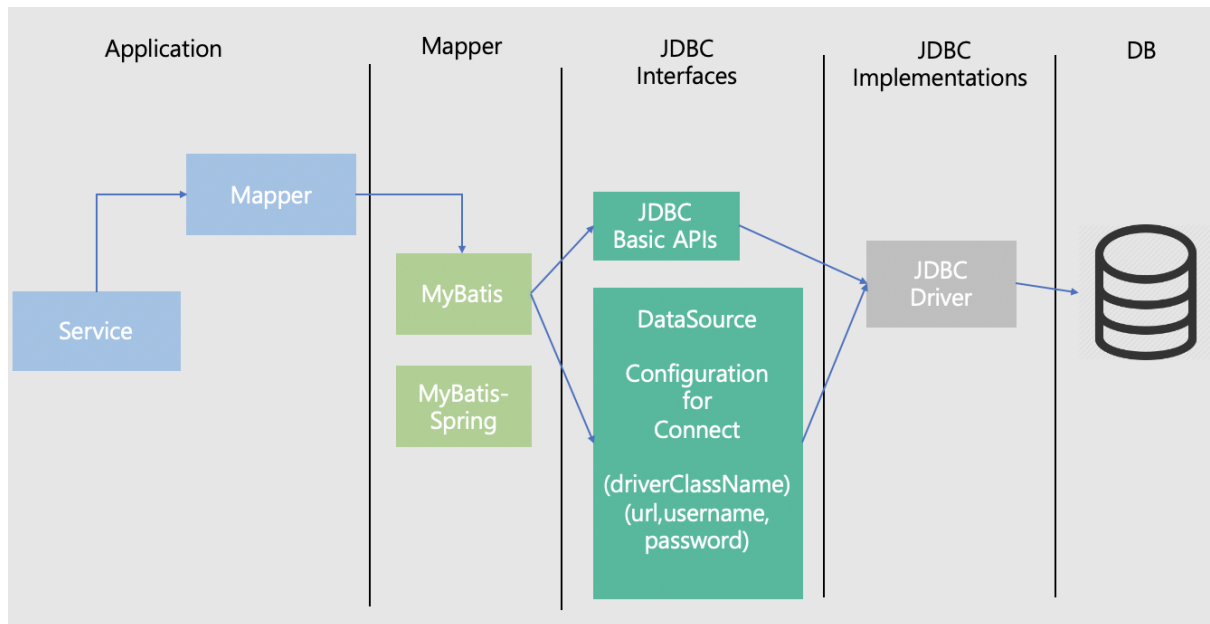 Application
Mapper
JDBC
Interfaces
JDBC
Implementations
DB
Mapper
Service
MyBatis
MyBatis-
Spring
JDBC
Basic APIs
DataSource
Configuration
for
Connect
(driverClassName)
(url,username,
password)
JDBC
Driver